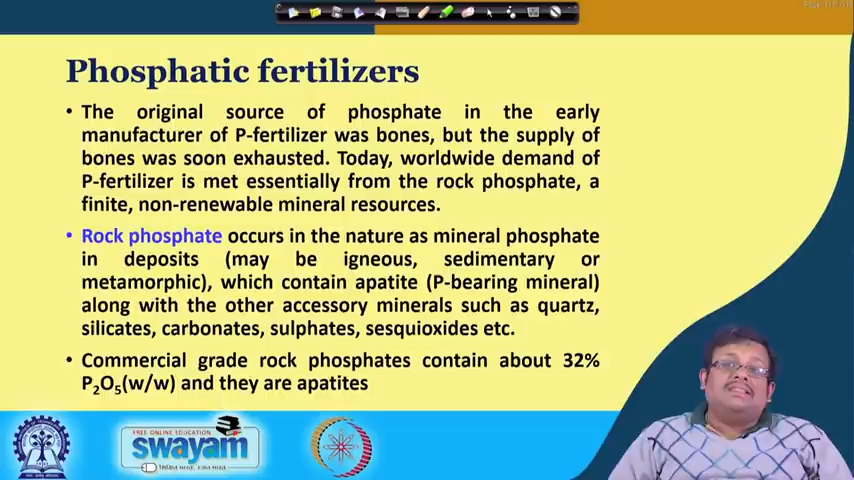 Phosphatic fertilizers
• The original source of phosphate in the early
manufacturer of P-fertilizer was bones, but the supply of
bones was soon exhausted. Today, worldwide demand of
P-fertilizer is met essentially from the rock phosphate, a
finite, non-renewable mineral resources.
• Rock phosphate occurs in the nature as mineral phosphate
in deposits (may be igneous, sedimentary or
metamorphic), which contain apatite (P-bearing mineral)
along with the other accessory minerals such as quartz,
silicates, carbonates, sulphates, sesquioxides etc.
• Commercial grade rock phosphates contain about 32%
P₂O₅(w/w) and they are apatites
FREE ONLINE EDUCATION
swayam